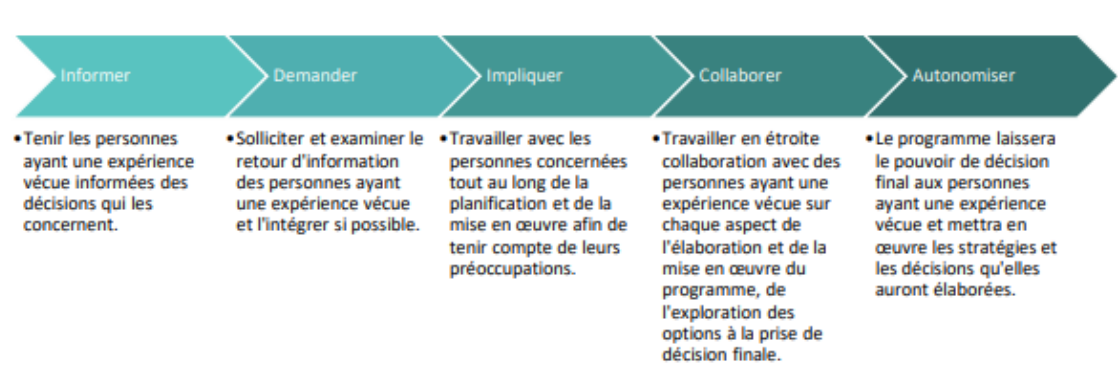 Informer
Demander
Impliquer
Collaborer
Autonomiser
•Tenir les personnes
ayant une expérience
vécue informées des
décisions qui les
concernent.
•Solliciter et examiner le
retour d'information
des personnes ayant
une expérience vécue
et l'intégrer si possible.
•Travailler avec les
personnes concernées
tout au long de la
planification et de la
mise en œuvre afin de
tenir compte de leurs
préoccupations.
•Travailler en étroite
collaboration avec des
personnes ayant une
expérience vécue sur
chaque aspect de
l'élaboration et de la
mise en œuvre du
programme, de
l'exploration des
options à la prise de
décision finale.
•Le programme laissera
le pouvoir de décision
final aux personnes
ayant une expérience
vécue et mettra en
œuvre les stratégies et
les décisions qu'elles
auront élaborées.